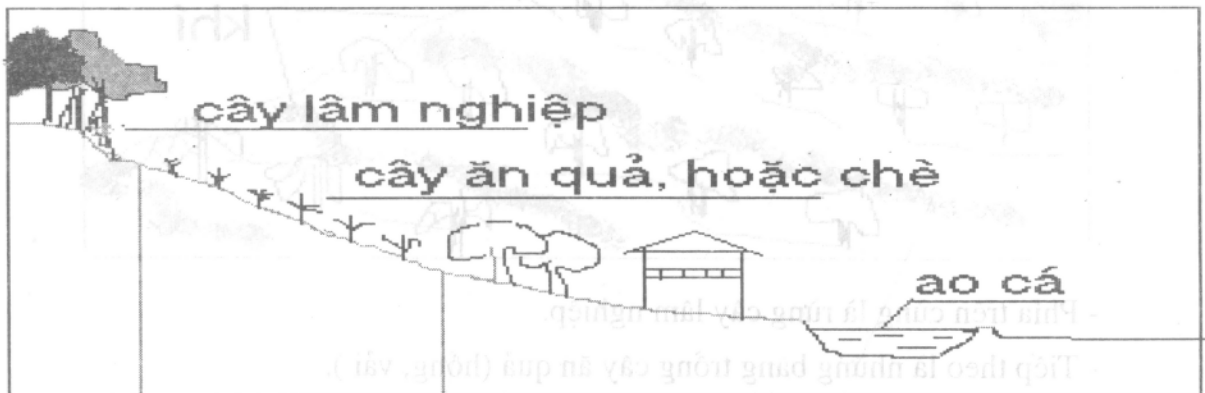 cây lâm nghiệp
cây ăn quả, hoặc chè
ao cá
- Phía trên cùng là rừng cây lâm nghiệp.
- Tiếp theo là những băng trồng cây ăn quả (hồng, vải ).